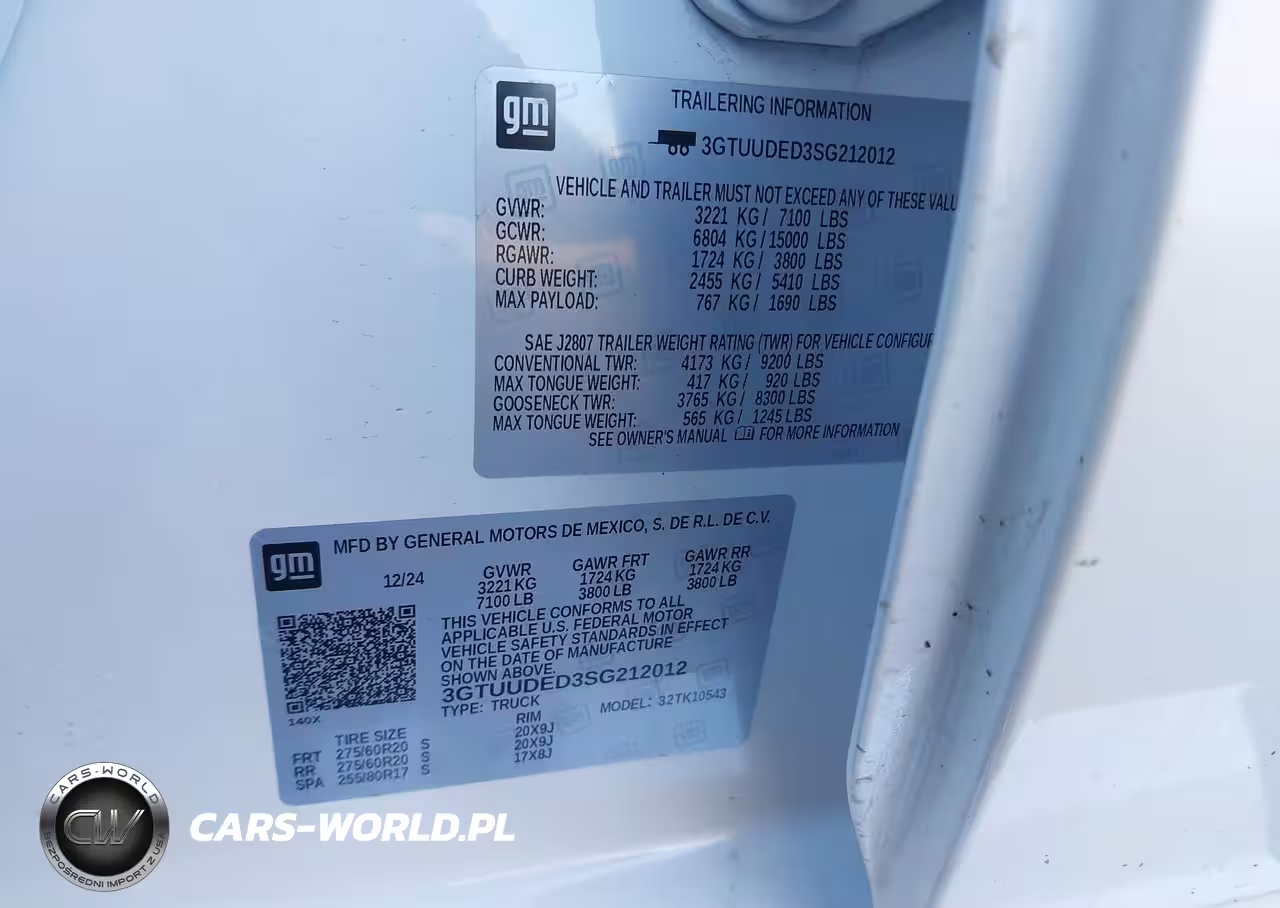 gm
TRAILERING INFORMATION
3GTUUDED3SG212012
VEHICLE AND TRAILER MUST NOT EXCEED ANY OF THESE VALU
GVWR: 3221 KG / 7100 LBS
GCWR: 6804 KG / 15000 LBS
RGAWR: 1724 KG / 3800 LBS
CURB WEIGHT: 2455 KG / 5410 LBS
MAX PAYLOAD: 767 KG / 1690 LBS
SAE J2807 TRAILER WEIGHT RATING (TWR) FOR VEHICLE CONFIGUR
CONVENTIONAL TWR: 4173 KG / 9200 LBS
MAX TONGUE WEIGHT: 417 KG / 920 LBS
GOOSENECK TWR: 3765 KG / 8300 LBS
MAX TONGUE WEIGHT: 565 KG / 1245 LBS
SEE OWNER'S MANUAL FOR MORE INFORMATION
gm
MFD BY GENERAL MOTORS DE MEXICO, S. DE R.L. DE C.V.
12/24 GVWR GAWR FRT GAWR RR
3221 KG 1724 KG 1724 KG
7100 LB 3800 LB 3800 LB
THIS VEHICLE CONFORMS TO ALL
APPLICABLE U.S. FEDERAL MOTOR
VEHICLE SAFETY STANDARDS IN EFFECT
ON THE DATE OF MANUFACTURE
SHOWN ABOVE.
3GTUUDED3SG212012
TYPE: TRUCK MODEL: 32TK10543
140X
TIRE SIZE RIM
FRT 275/60R20 S 20X9J
RR 275/60R20 S 20X9J
SPA 255/80R17 S 17X8J
CARS-WORLD
CW
BEZPOŚREDNI IMPORT Z USA
CARS-WORLD.PL